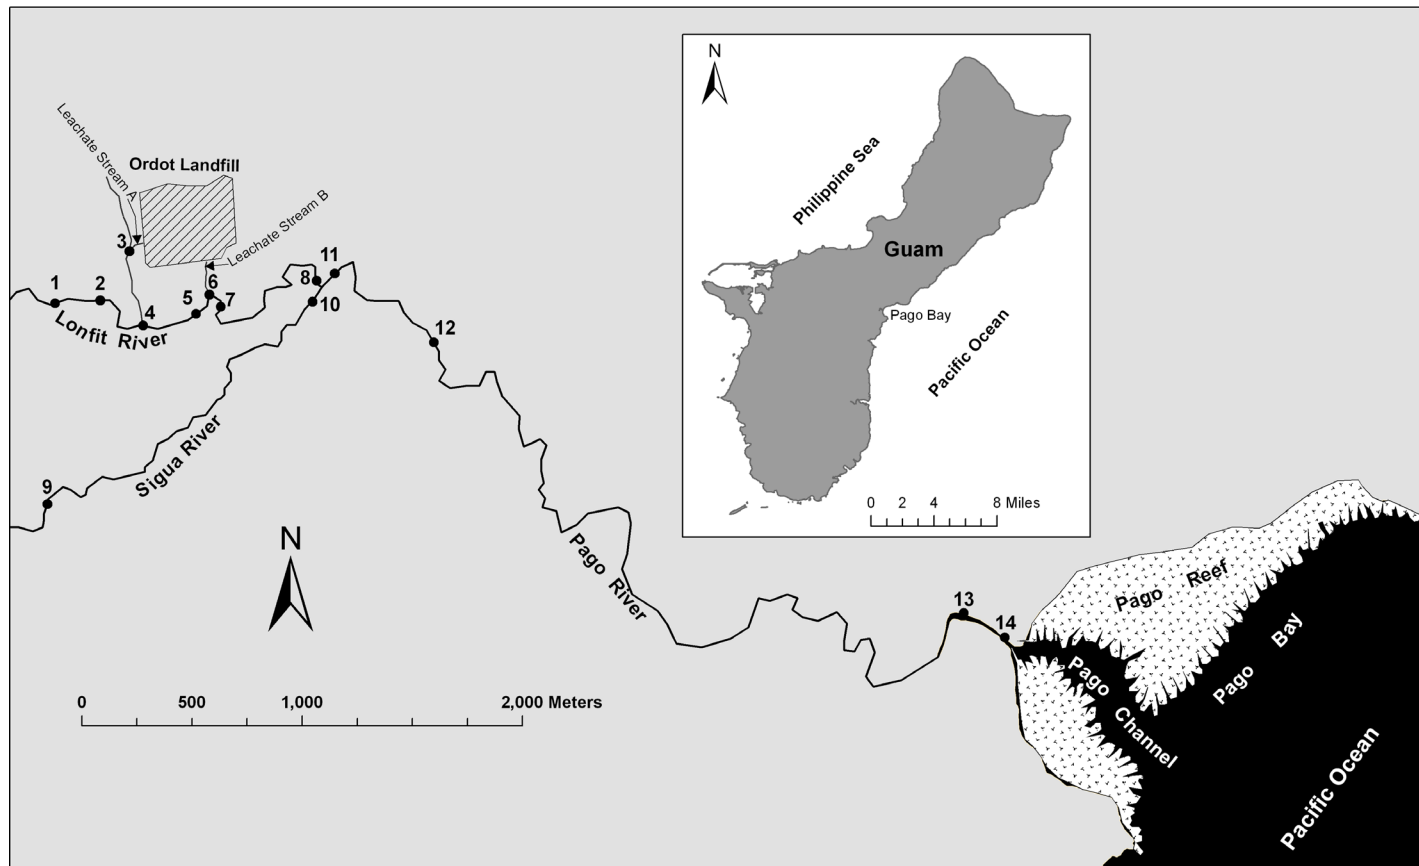 N
Philippine Sea
Guam
Pago Bay
Pacific Ocean
0 2 4 8 Miles
Leachate Stream A
Ordot Landfill
Leachate Stream B
3
1
2
4
5
6
7
8
11
10
Lonfit River
12
9
Sigua River
N
Pago River
0 500 1,000 2,000 Meters
13
14
Pago Reef
Pago Bay
Pago Channel
Pacific Ocean